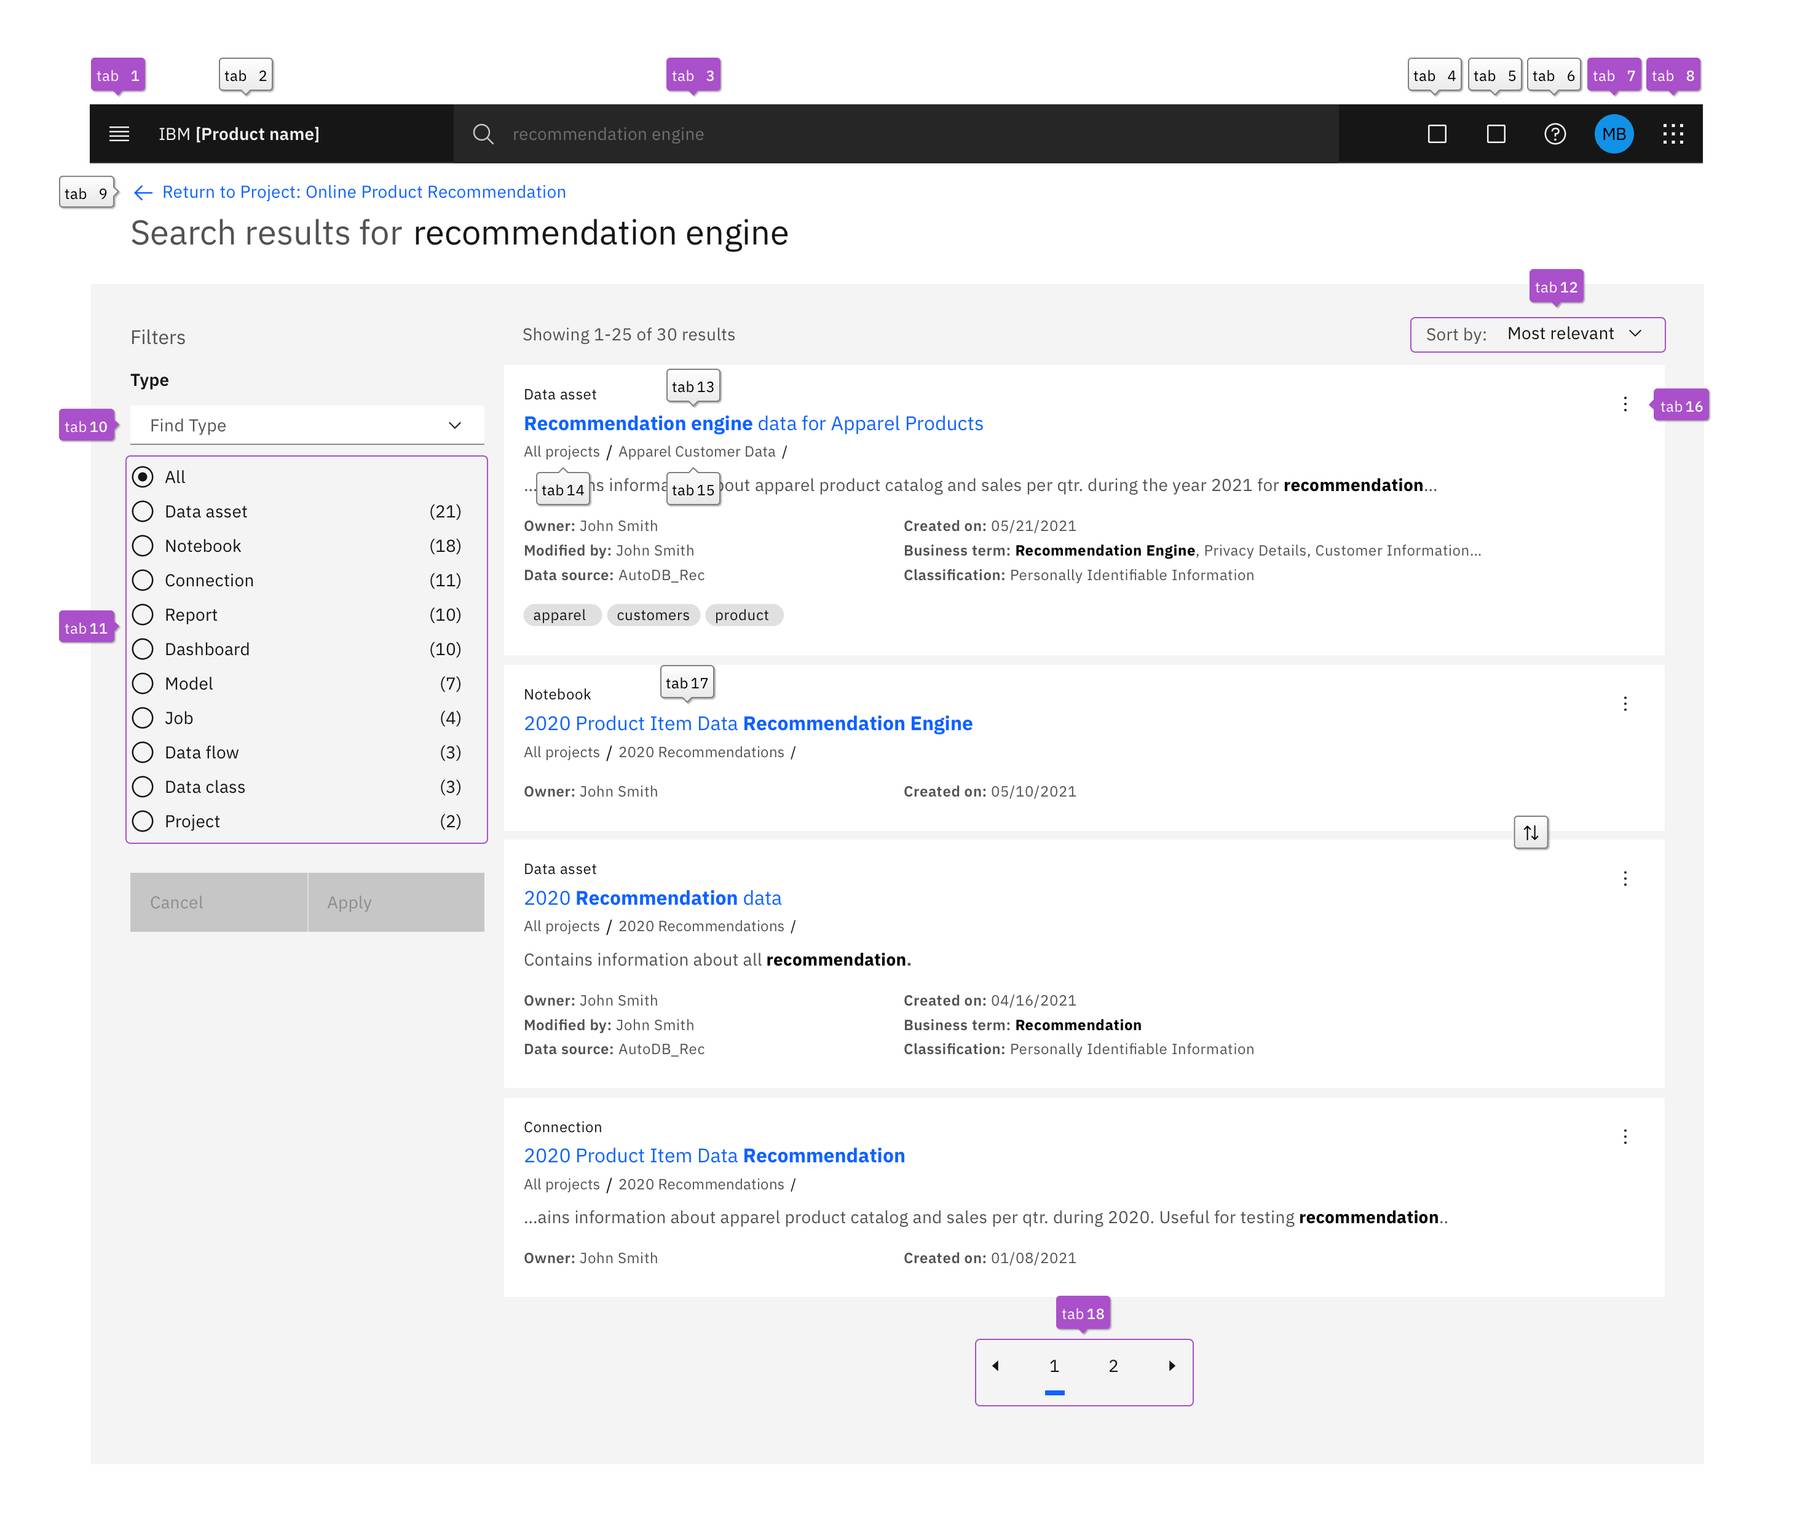 tab 1
tab 2
tab 3
tab 4
tab 5
tab 6
tab 7
tab 8
IBM [Product name]
recommendation engine
MB
tab 9
Return to Project: Online Product Recommendation
Search results for recommendation engine
tab 12
Filters
Showing 1-25 of 30 results
Sort by: Most relevant
Type
tab 10
Find Type
tab 11
All
Data asset (21)
Notebook (18)
Connection (11)
Report (10)
Dashboard (10)
Model (7)
Job (4)
Data flow (3)
Data class (3)
Project (2)
Cancel
Apply
Data asset
tab 13
tab 16
Recommendation engine data for Apparel Products
All projects / Apparel Customer Data /
tab 14
tab 15
apparel product catalog and sales per qtr. during the year 2021 for recommendation...
Owner: John Smith
Created on: 05/21/2021
Modified by: John Smith
Business term: Recommendation Engine, Privacy Details, Customer Information...
Data source: AutoDB_Rec
Classification: Personally Identifiable Information
apparel
customers
product
tab 17
Notebook
2020 Product Item Data Recommendation Engine
All projects / 2020 Recommendations /
Owner: John Smith
Created on: 05/10/2021
Data asset
2020 Recommendation data
All projects / 2020 Recommendations /
Contains information about all recommendation.
Owner: John Smith
Created on: 04/16/2021
Modified by: John Smith
Business term: Recommendation
Data source: AutoDB_Rec
Classification: Personally Identifiable Information
Connection
2020 Product Item Data Recommendation
All projects / 2020 Recommendations /
...ains information about apparel product catalog and sales per qtr. during 2020. Useful for testing recommendation..
Owner: John Smith
Created on: 01/08/2021
tab 18
1 2